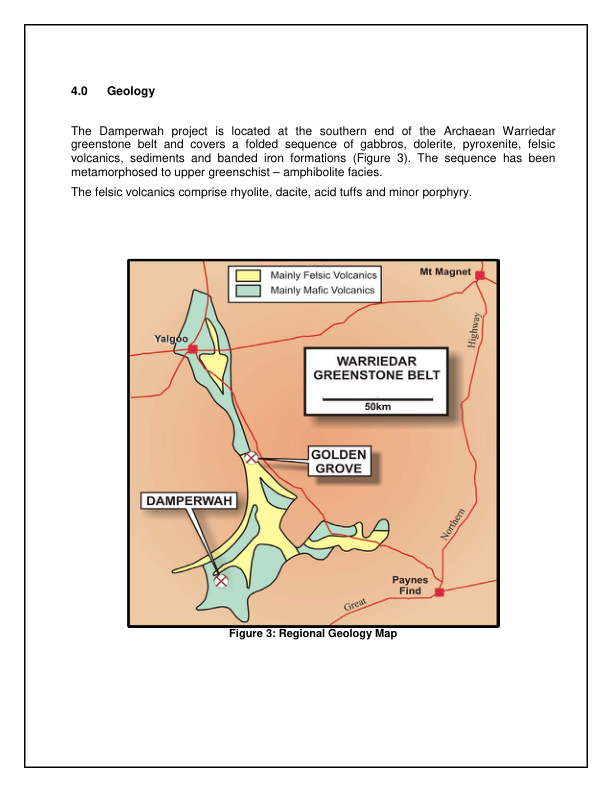 4.0 Geology
The Damperwah project is located at the southern end of the Archaean Warriedar
greenstone belt and covers a folded sequence of gabbros, dolerite, pyroxenite, felsic
volcanics, sediments and banded iron formations (Figure 3). The sequence has been
metamorphosed to upper greenschist – amphibolite facies.
The felsic volcanics comprise rhyolite, dacite, acid tuffs and minor porphyry.
Mainly Felsic Volcanics
Mainly Mafic Volcanics
Mt Magnet
Yalgoo
Highway
WARRIEDAR
GREENSTONE BELT
50km
GOLDEN
GROVE
DAMPERWAH
Northern
Paynes
Find
Great
Figure 3: Regional Geology Map